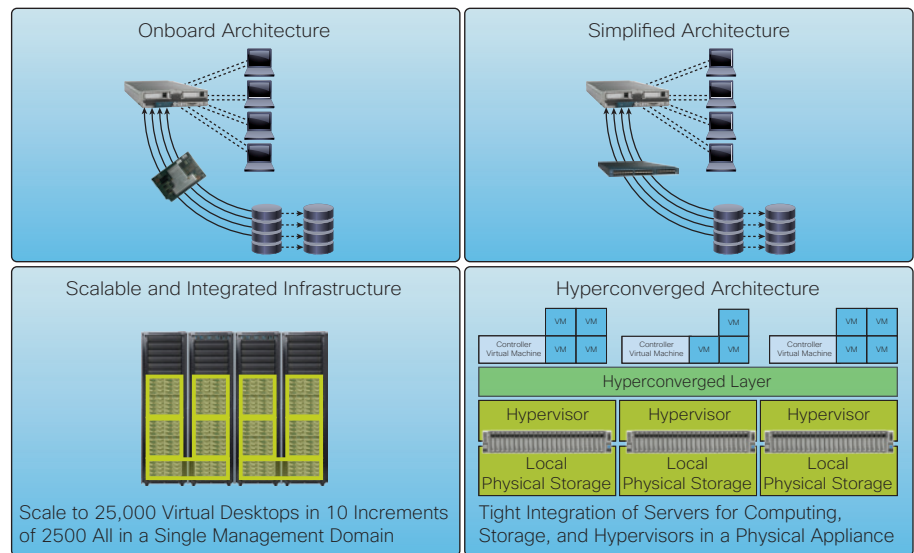 Onboard Architecture
Simplified Architecture
Scalable and Integrated Infrastructure
Scale to 25,000 Virtual Desktops in 10 Increments
of 2500 All in a Single Management Domain
Hyperconverged Architecture
VM VM VM VM VM
Controller
Virtual Machine
VM VM
Controller
Virtual Machine
VM VM
Controller
Virtual Machine
VM VM
Hyperconverged Layer
Hypervisor Hypervisor Hypervisor
Local
Physical Storage
Local
Physical Storage
Local
Physical Storage
Tight Integration of Servers for Computing,
Storage, and Hypervisors in a Physical Appliance